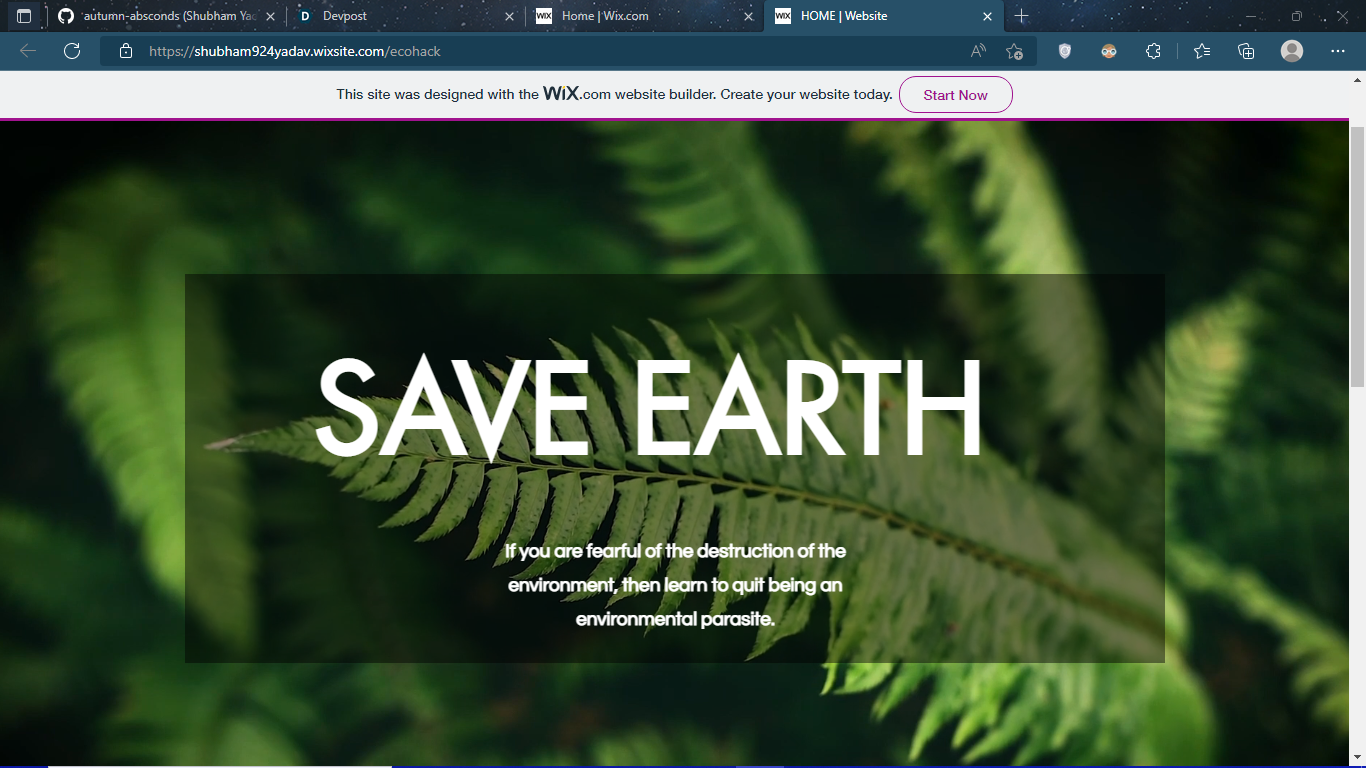 autumn-absconds (Shubham Ya
Devpost
Home | Wix.com
HOME | Website
https://shubham924yadav.wixsite.com/ecohack
This site was designed with the WiX.com website builder. Create your website today.
Start Now
SAVE EARTH
If you are fearful of the destruction of the
environment, then learn to quit being an
environmental parasite.